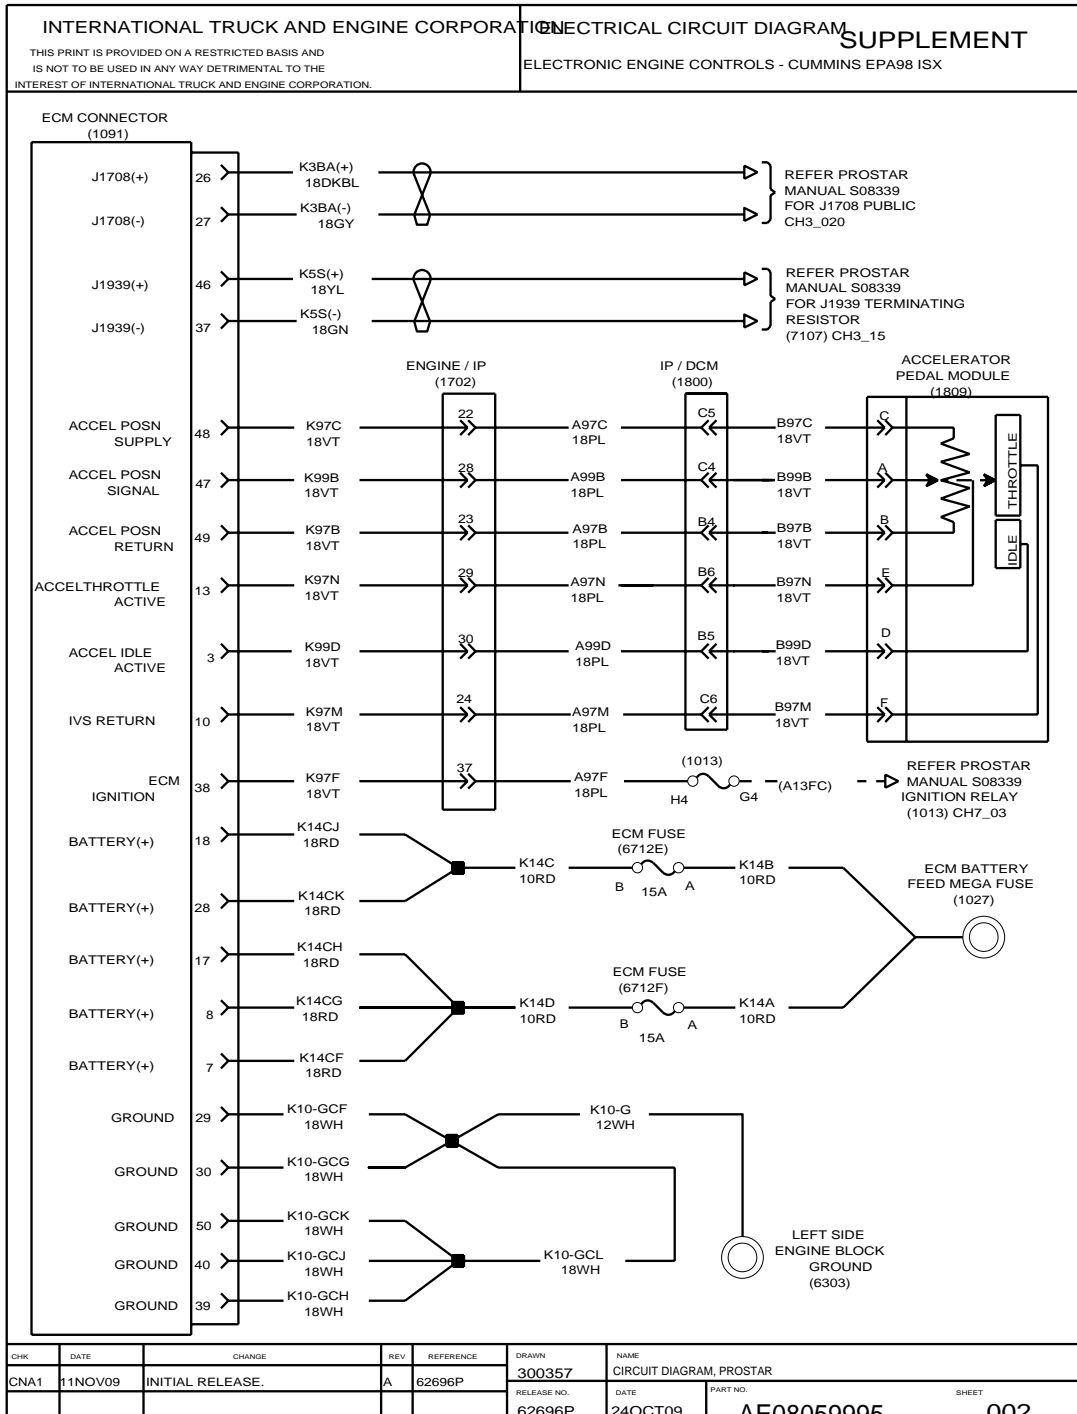 INTERNATIONAL TRUCK AND ENGINE CORPORATION
THIS PRINT IS PROVIDED ON A RESTRICTED BASIS AND
IS NOT TO BE USED IN ANY WAY DETRIMENTAL TO THE
INTEREST OF INTERNATIONAL TRUCK AND ENGINE CORPORATION.
ELECTRICAL CIRCUIT DIAGRAM
SUPPLEMENT
ELECTRONIC ENGINE CONTROLS - CUMMINS EPA98 ISX
ECM CONNECTOR
(1091)
J1708(+) 26 K3BA(+)
18DKBL
J1708(-) 27 K3BA(-)
18GY
REFER PROSTAR
MANUAL S08339
FOR J1708 PUBLIC
CH3_020
J1939(+) 46 K5S(+)
18YL
J1939(-) 37 K5S(-)
18GN
REFER PROSTAR
MANUAL S08339
FOR J1939 TERMINATING
RESISTOR
(7107) CH3_15
ENGINE / IP
(1702)
IP / DCM
(1800)
ACCELERATOR
PEDAL MODULE
(1809)
ACCEL POSN
SUPPLY
48 K97C 22 A97C C5 B97C C
18VT 18PL 18VT
ACCEL POSN
SIGNAL
47 K99B 28 A99B C4 B99B A
18VT 18PL 18VT
ACCEL POSN
RETURN
49 K97B 23 A97B B4 B97B B
18VT 18PL 18VT
ACCELTHROTTLE
ACTIVE
13 K97N 29 A97N B6 B97N E
18VT 18PL 18VT
ACCEL IDLE
ACTIVE
3 K99D 30 A99D B5 B99D D
18VT 18PL 18VT
IVS RETURN 10 K97M 24 A97M C6 B97M F
18VT 18PL 18VT
THROTTLE
IDLE
ECM
IGNITION
38 K97F 37 A97F
18VT 18PL
(1013)
H4 G4 (A13FC)
REFER PROSTAR
MANUAL S08339
IGNITION RELAY
(1013) CH7_03
BATTERY(+) 18 K14CJ
18RD
BATTERY(+) 28 K14CK
18RD
K14C
10RD
ECM FUSE
(6712E)
B 15A A
K14B
10RD
ECM BATTERY
FEED MEGA FUSE
(1027)
BATTERY(+) 17 K14CH
18RD
BATTERY(+) 8 K14CG
18RD
BATTERY(+) 7 K14CF
18RD
K14D
10RD
ECM FUSE
(6712F)
B A
15A
K14A
10RD
GROUND 29 K10-GCF
18WH
GROUND 30 K10-GCG
18WH
K10-G
12WH
GROUND 50 K10-GCK
18WH
GROUND 40 K10-GCJ
18WH
GROUND 39 K10-GCH
18WH
K10-GCL
18WH
LEFT SIDE
ENGINE BLOCK
GROUND
(6303)
CHK DATE CHANGE REV REFERENCE
CNA1 11NOV09 INITIAL RELEASE. A 62696P
DRAWN
300357
NAME
CIRCUIT DIAGRAM, PROSTAR
RELEASE NO.
62696P
DATE
24OCT09
PART NO.
AF08059995
SHEET
002